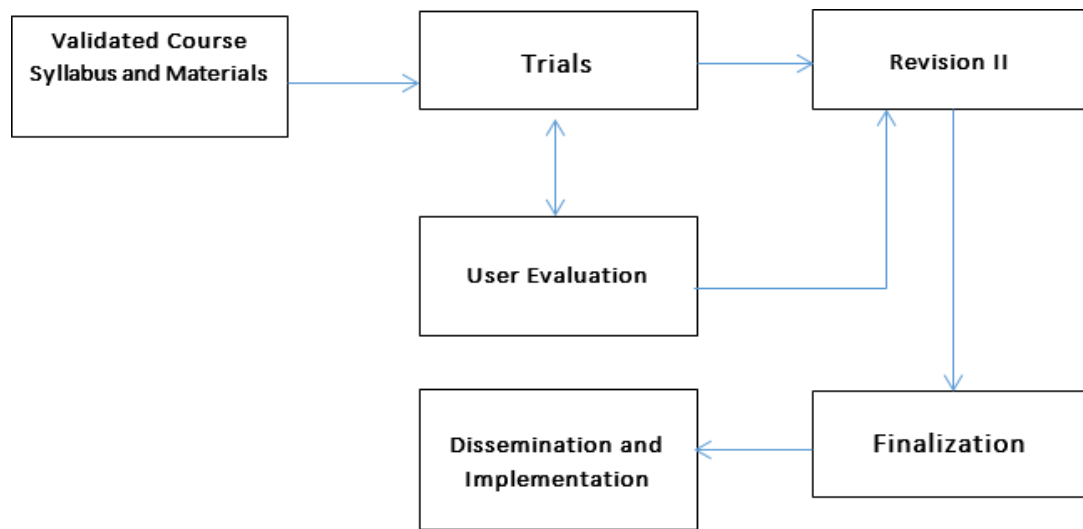 Validated Course
Syllabus and Materials
Trials
Revision II
User Evaluation
Dissemination and
Implementation
Finalization